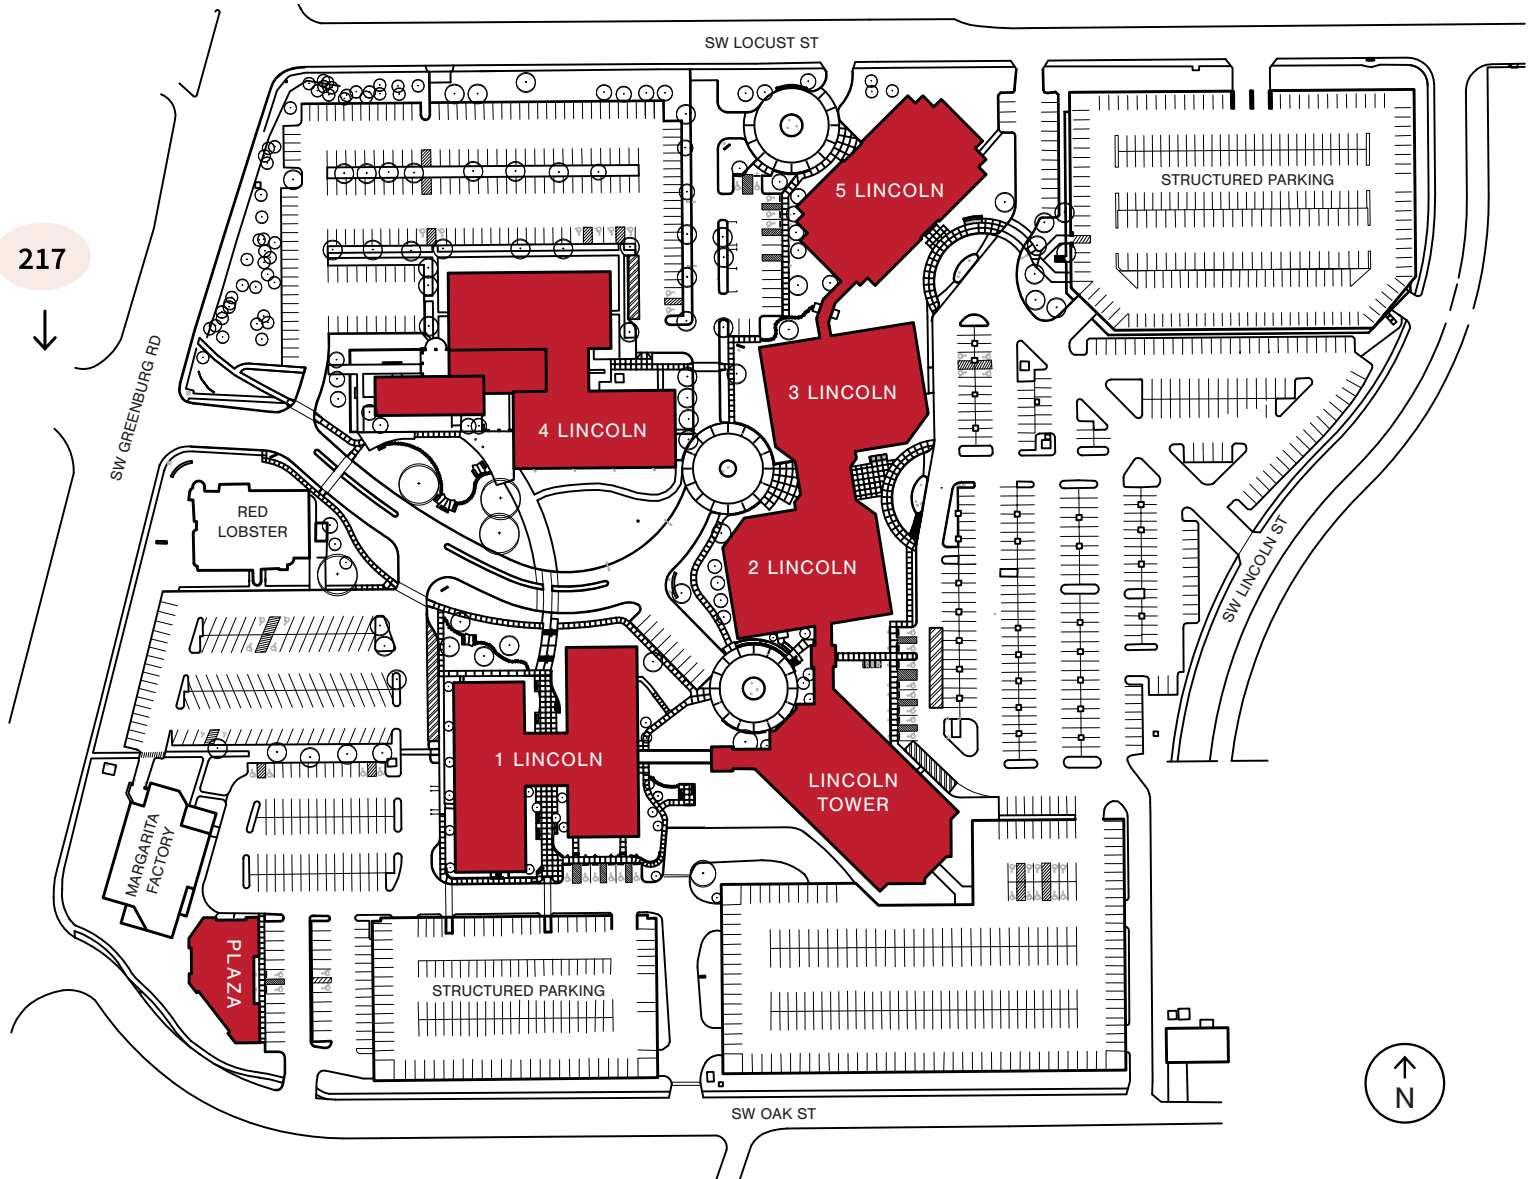 SW LOCUST ST
5 LINCOLN
STRUCTURED PARKING
217
SW GREENBURG RD
3 LINCOLN
4 LINCOLN
RED
LOBSTER
2 LINCOLN
SW LINCOLN ST
1 LINCOLN
LINCOLN
TOWER
MARGARITA
FACTORY
PLAZA
STRUCTURED PARKING
SW OAK ST
N